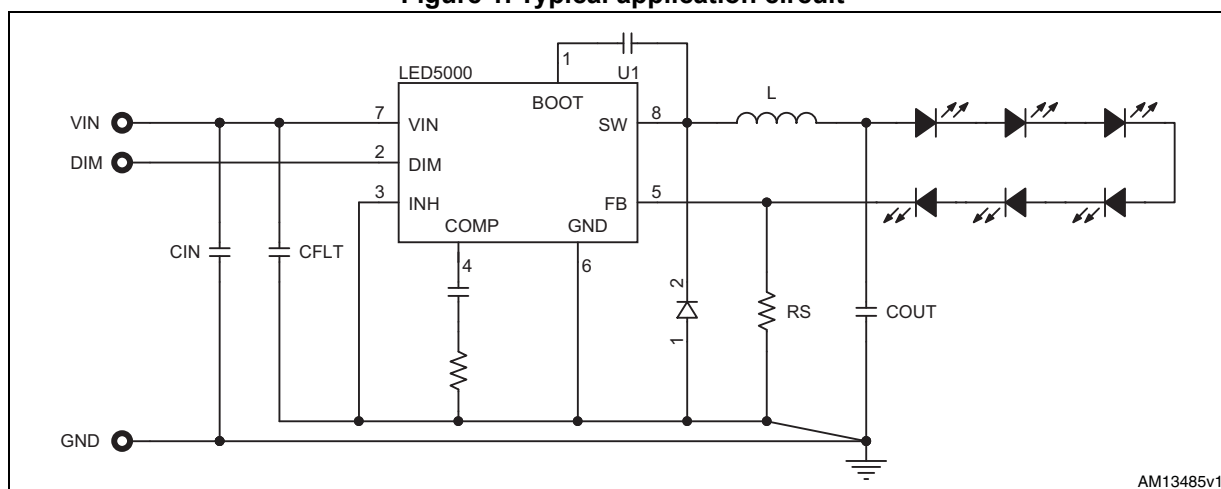 Figure 1. Typical application circuit
LED5000
U1
1
BOOT
L
VIN
7
VIN
SW
8
DIM
2
DIM
3
INH
FB
5
COMP
GND
CIN
CFLT
4
6
2
1
RS
COUT
GND
AM13485v1